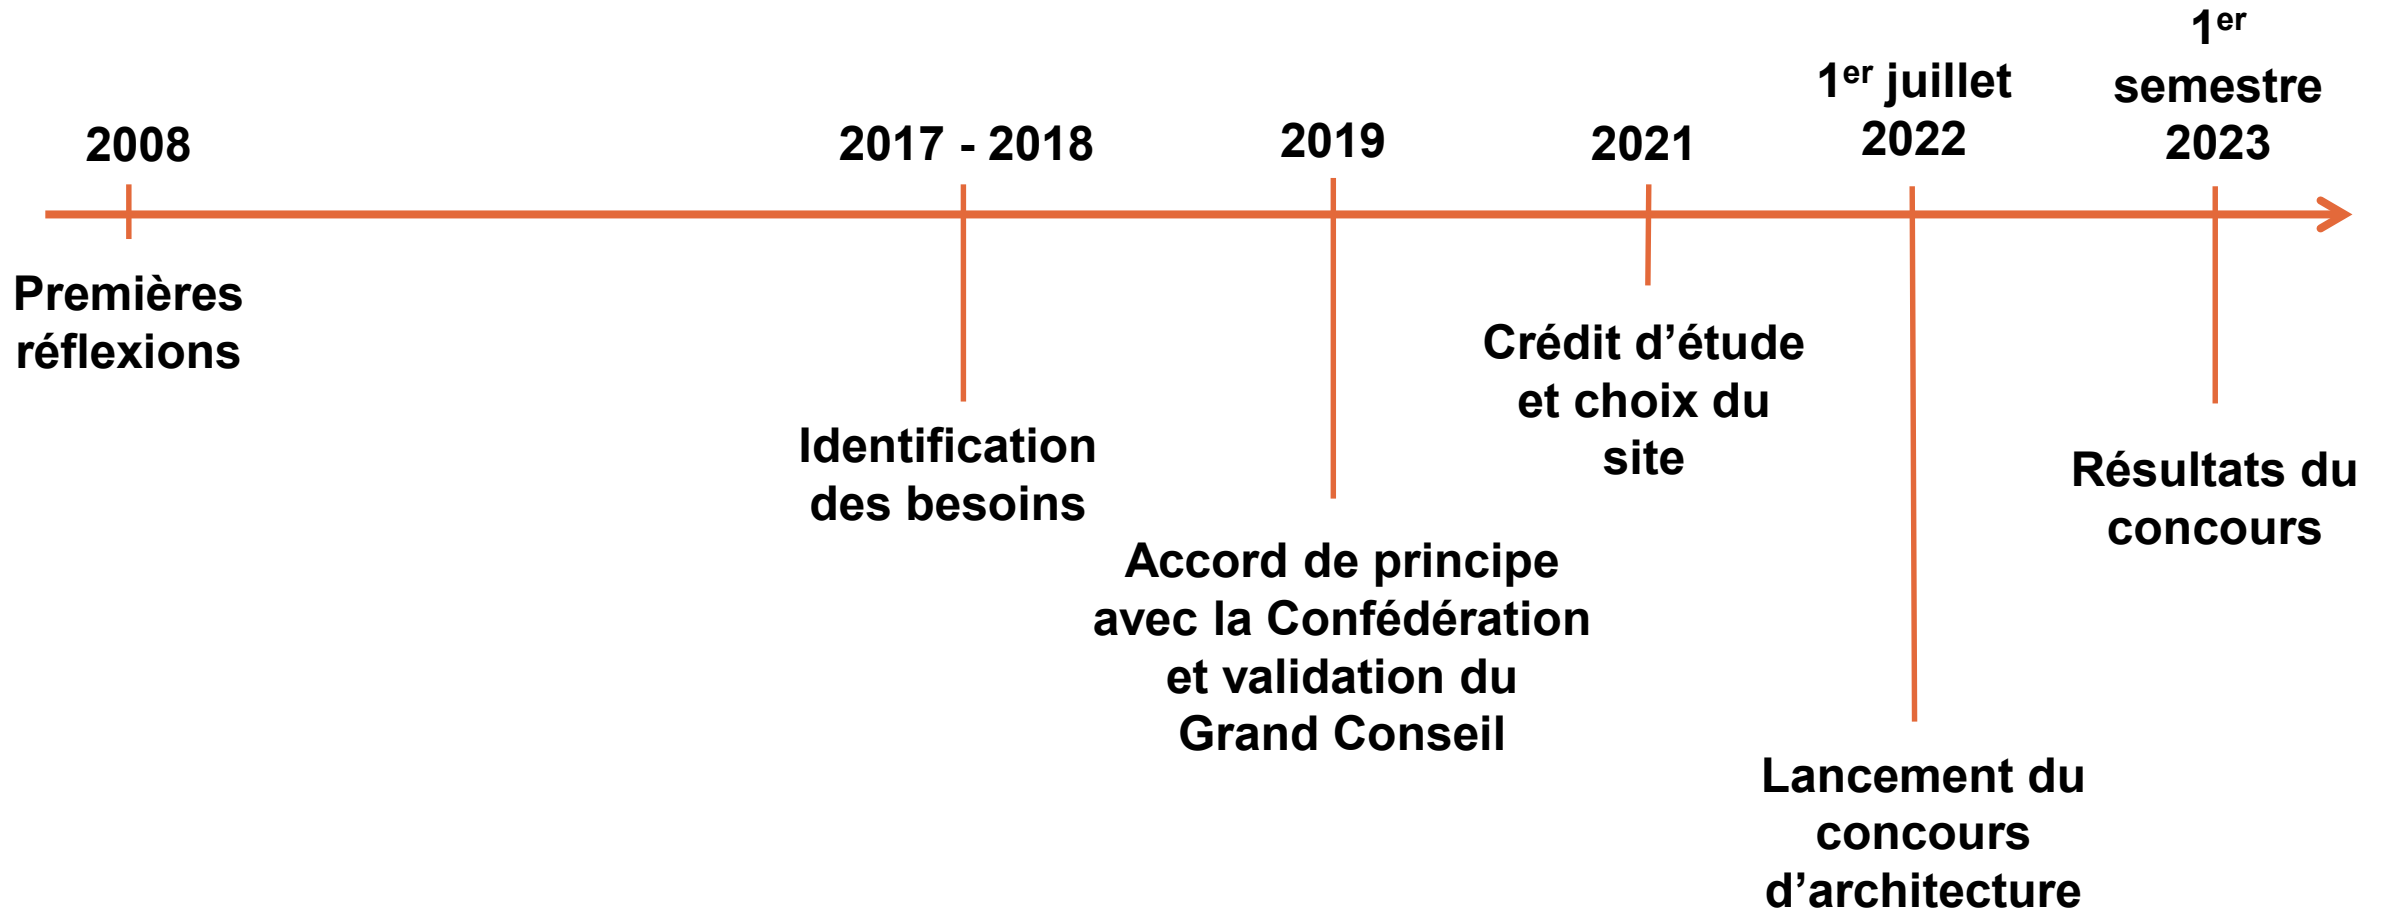 2008
Premières
réflexions
2017 - 2018
Identification
des besoins
2019
Accord de principe
avec la Confédération
et validation du
Grand Conseil
2021
Crédit d’étude
et choix du
site
1er juillet
2022
Lancement du
concours
d’architecture
1er
semestre
2023
Résultats du
concours